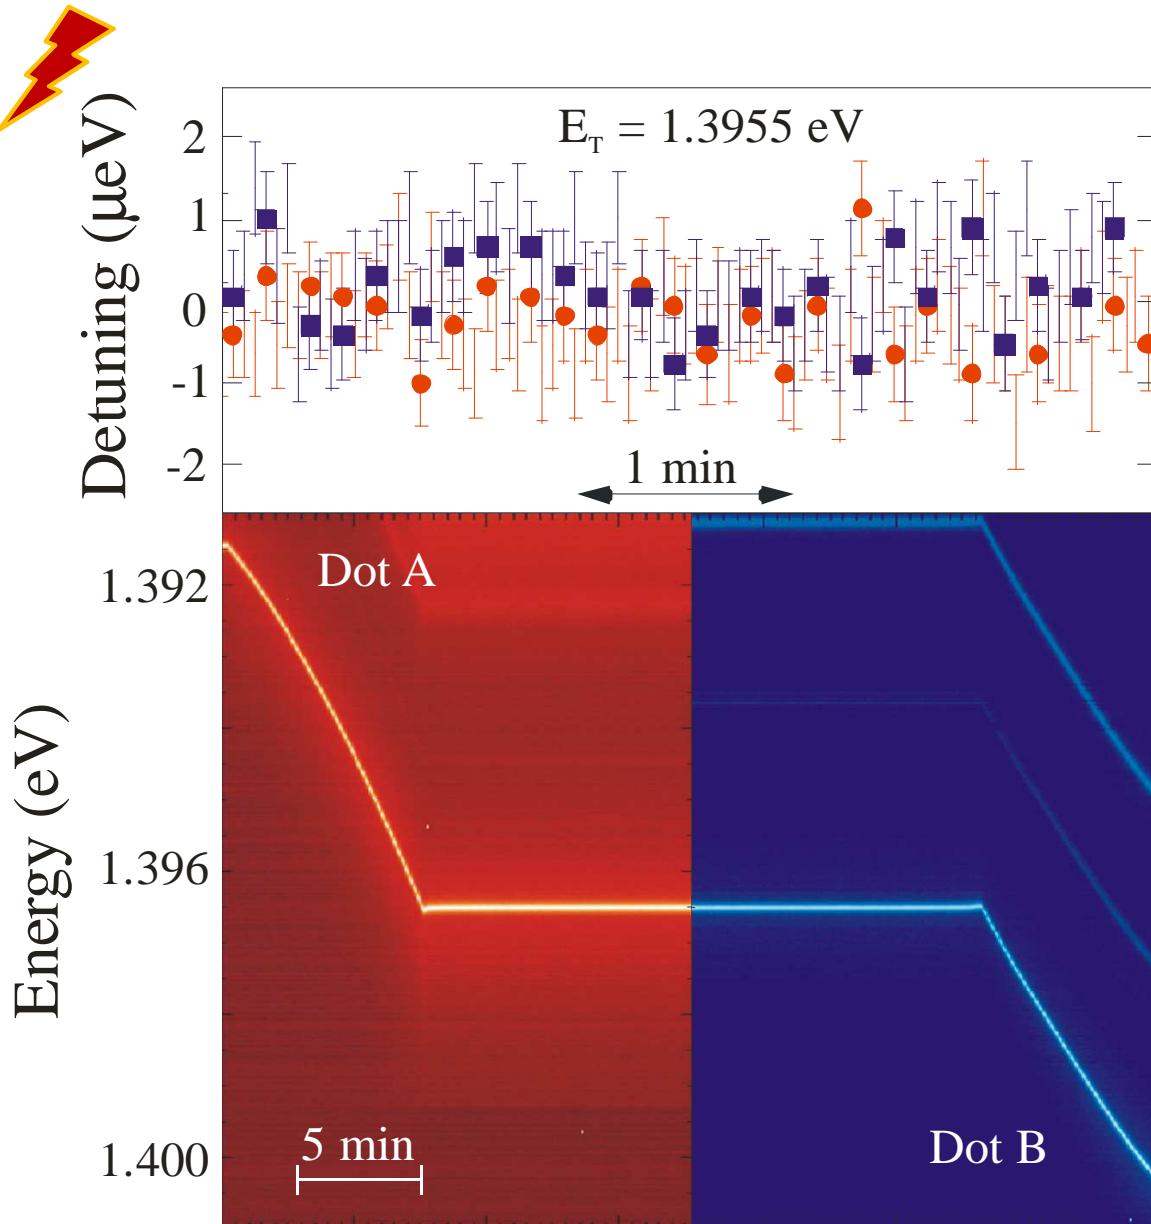 E_T = 1.3955 eV
Detuning (µeV)
2
1
0
-1
-2
1 min
Dot A
1.392
Energy (eV)
1.396
1.400
5 min
Dot B